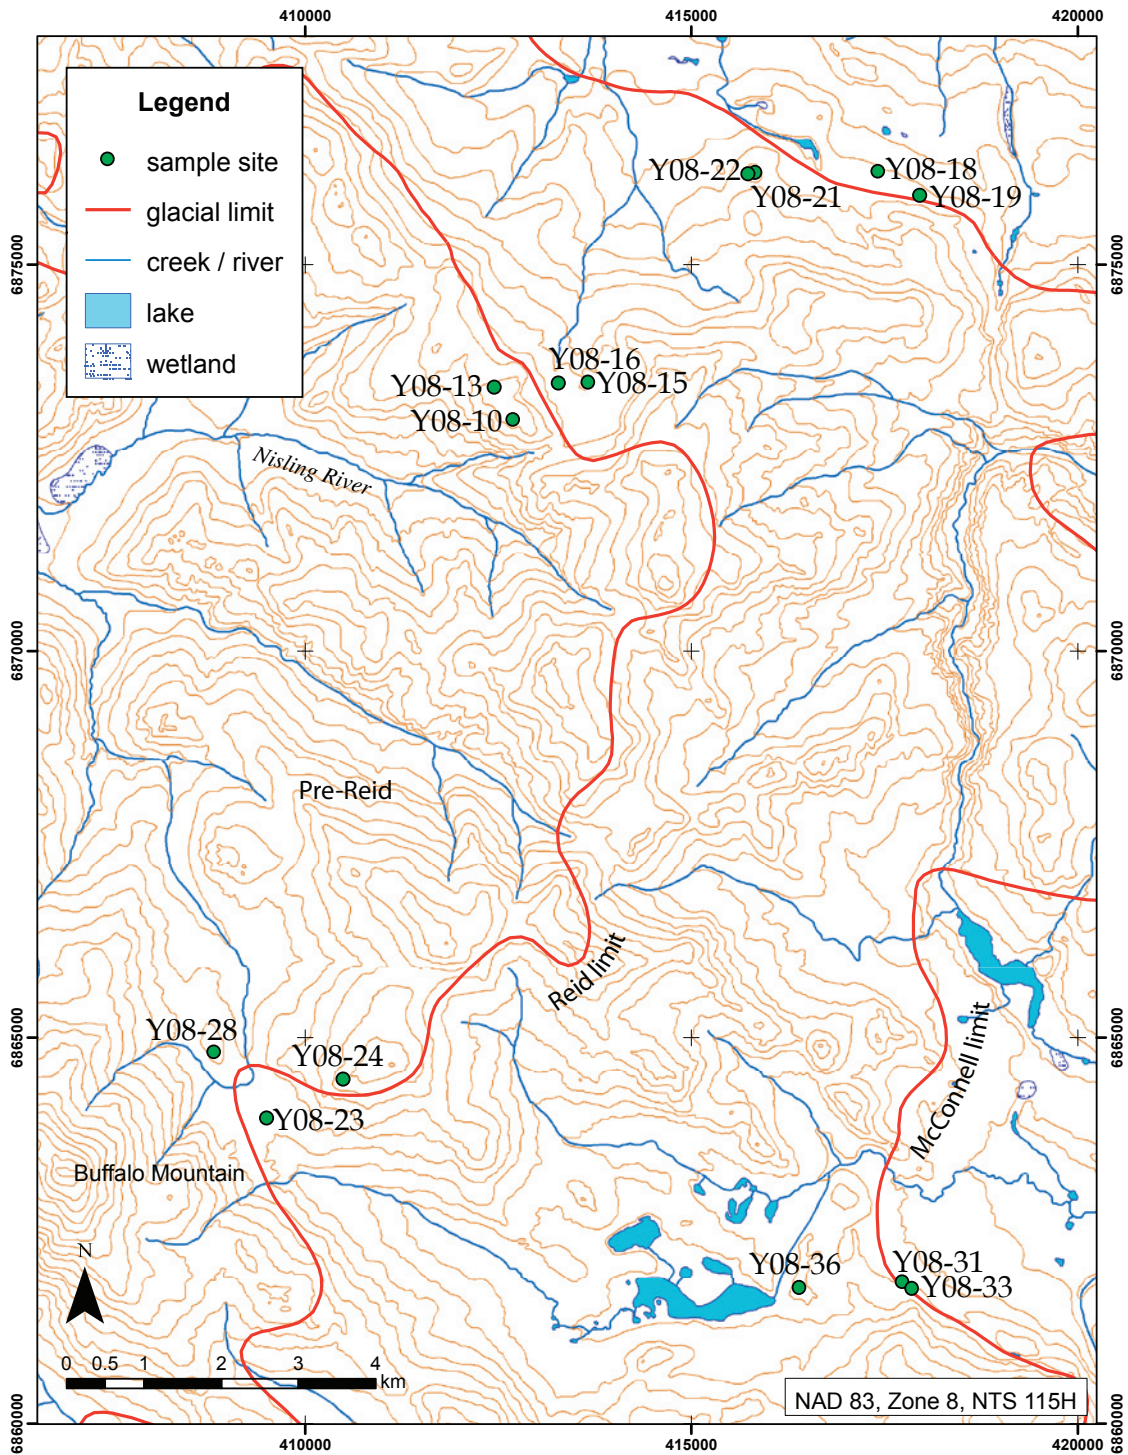 410000
415000
420000
Legend
sample site
glacial limit
creek / river
lake
wetland
Y08-22
Y08-21
Y08-18
Y08-19
6875000
6875000
Y08-16
Y08-15
Y08-13
Y08-10
Nisling River
6870000
6870000
Pre-Reid
Reid limit
McConnell limit
6865000
6865000
Y08-28
Y08-24
Y08-23
Buffalo Mountain
N
Y08-36
Y08-31
Y08-33
0 0.5 1 2 3 4
km
NAD 83, Zone 8, NTS 115H
6860000
6860000
410000
415000
420000